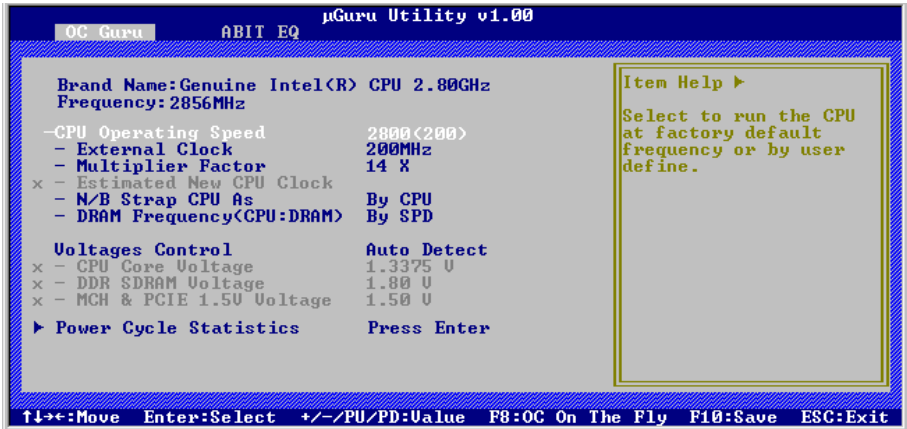 µGuru Utility v1.00
OC Guru ABIT EQ
Brand Name:Genuine Intel(R) CPU 2.80GHz
Frequency:2856MHz
-CPU Operating Speed 2800(200)
- External Clock 200MHz
- Multiplier Factor 14 X
x - Estimated New CPU Clock
- N/B Strap CPU As By CPU
- DRAM Frequency(CPU:DRAM) By SPD
Voltages Control Auto Detect
x - CPU Core Voltage 1.3375 V
x - DDR SDRAM Voltage 1.80 V
x - MCH & PCIE 1.5V Voltage 1.50 V
▶ Power Cycle Statistics Press Enter
Item Help ▶
Select to run the CPU
at factory default
frequency or by user
define.
↑↓→←:Move Enter:Select +/-/PU/PD:Value F8:OC On The Fly F10:Save ESC:Exit